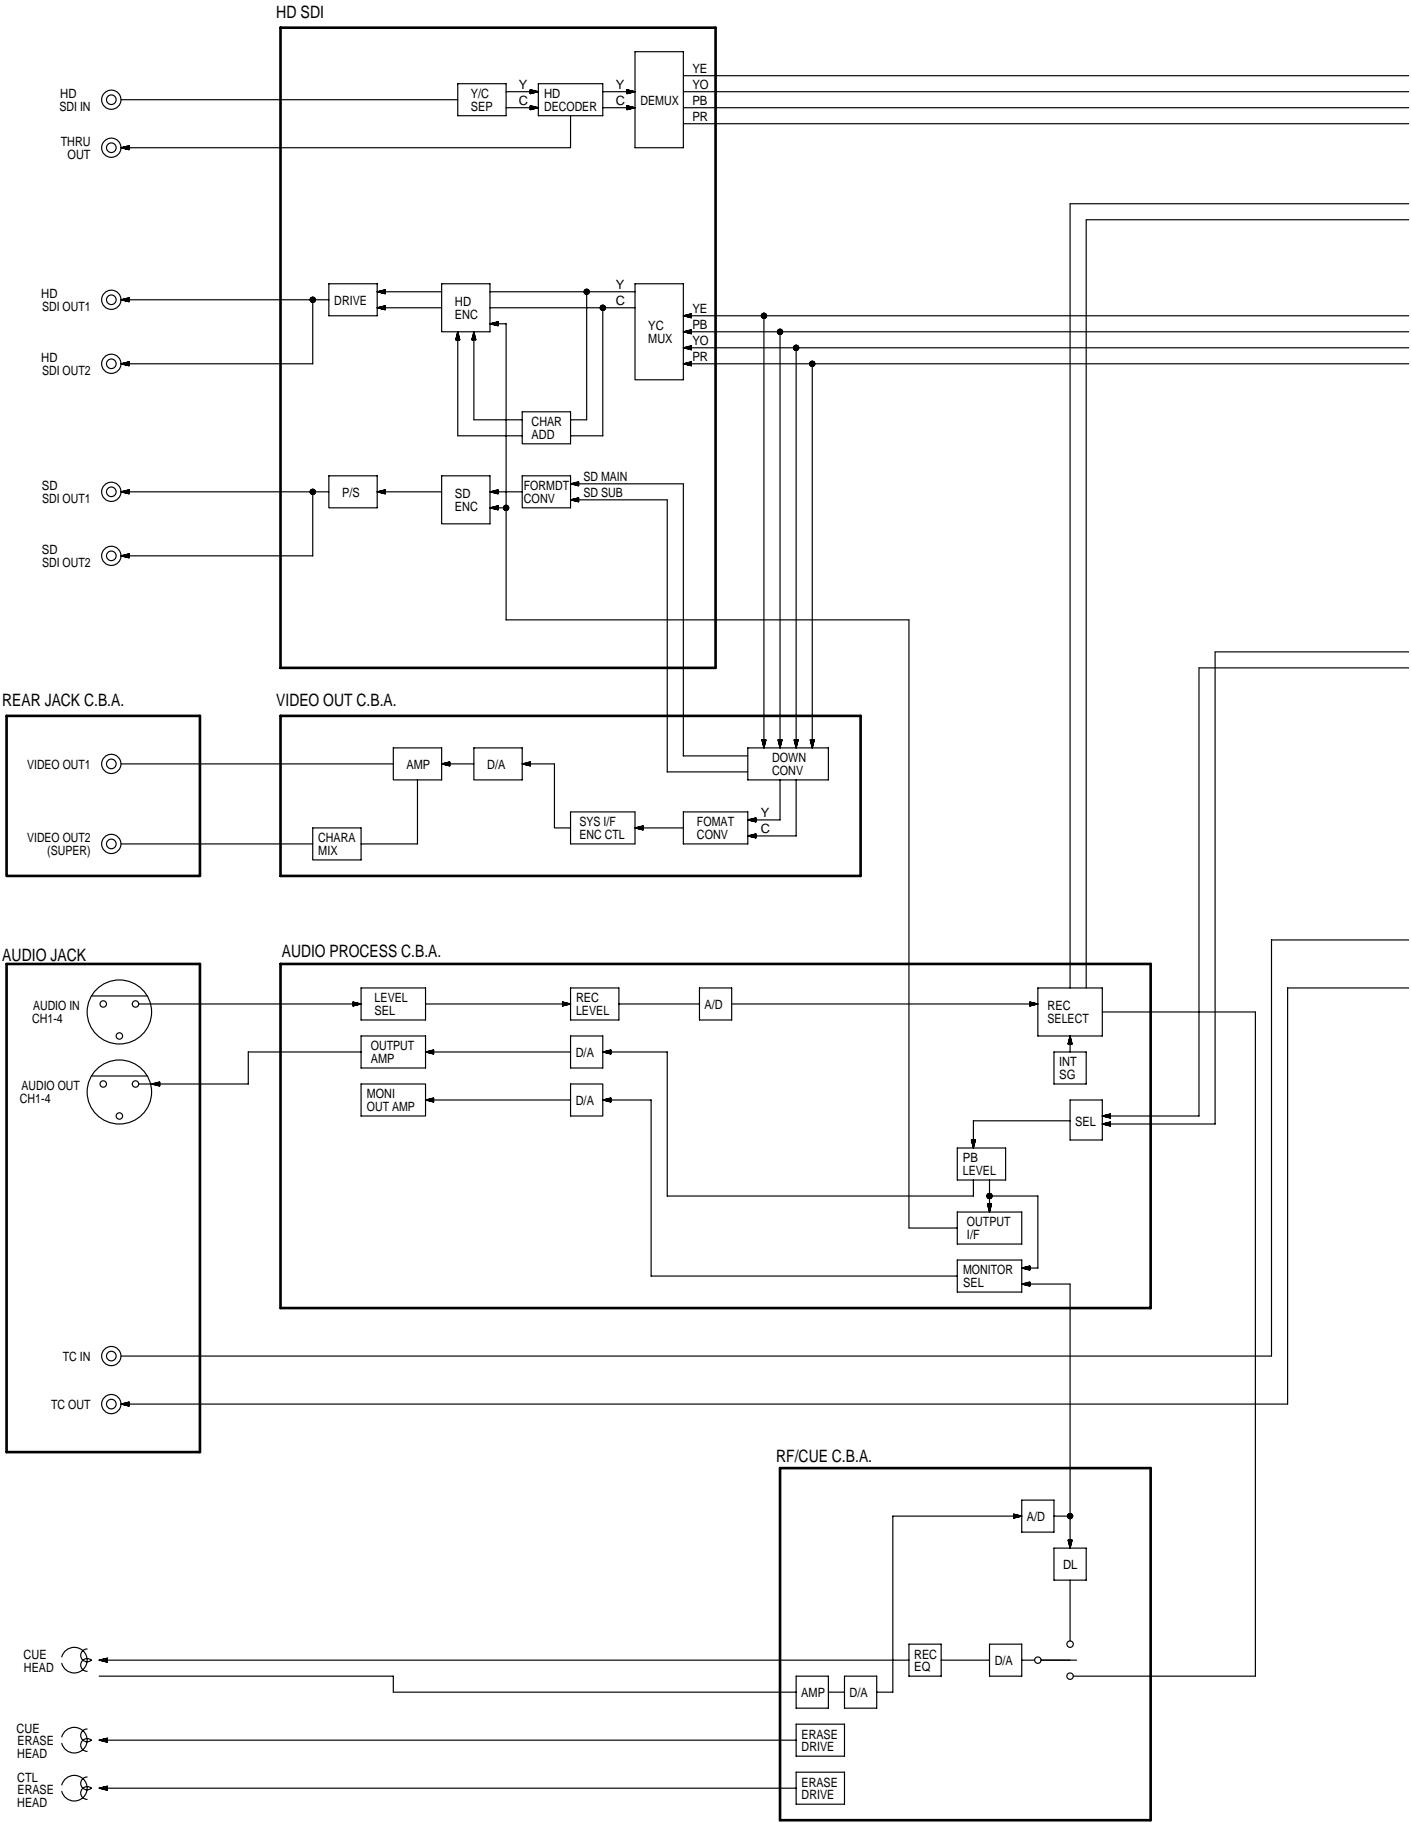 HD SDI
HD
SDI IN
THRU
OUT
Y/C
SEP
Y
C
HD
DECODER
Y
C
DEMUX
YE
YO
PB
PR
HD
SDI OUT1
HD
SDI OUT2
DRIVE
HD
ENC
Y
C
YC
MUX
YE
PB
YO
PR
CHAR
ADD
SD
SDI OUT1
SD
SDI OUT2
P/S
SD
ENC
FORMDT
CONV
SD MAIN
SD SUB
REAR JACK C.B.A.
VIDEO OUT C.B.A.
VIDEO OUT1
AMP
D/A
DOWN
CONV
VIDEO OUT2
(SUPER)
CHARA
MIX
SYS I/F
ENC CTL
FOMAT
CONV
Y
C
AUDIO JACK
AUDIO PROCESS C.B.A.
AUDIO IN
CH1-4
LEVEL
SEL
REC
LEVEL
A/D
REC
SELECT
AUDIO OUT
CH1-4
OUTPUT
AMP
D/A
INT
SG
MONI
OUT AMP
D/A
SEL
PB
LEVEL
OUTPUT
I/F
MONITOR
SEL
TC IN
TC OUT
RF/CUE C.B.A.
A/D
DL
CUE
HEAD
REC
EQ
D/A
AMP
D/A
CUE
ERASE
HEAD
ERASE
DRIVE
CTL
ERASE
HEAD
ERASE
DRIVE